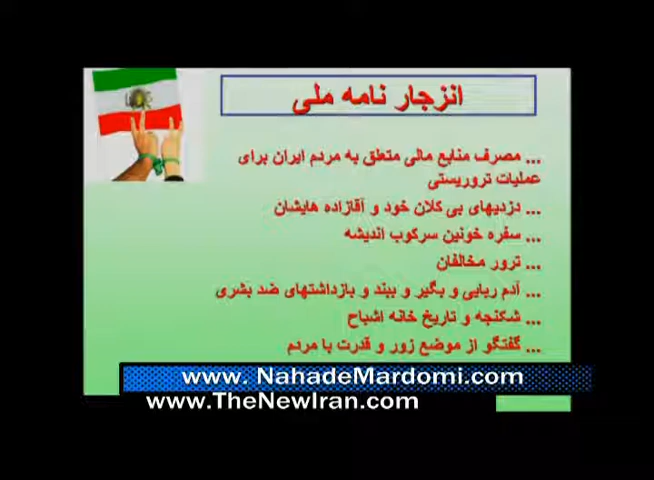 انزجار نامه ملی
... مصرف منابع مالی متعلق به مردم ایران برای
عملیات تروریستی
... دزدیهای بی کلان خود و آقازاده هایشان
... سفره خونین سرکوب اندیشه
... ترور مخالفان
... آدم ربایی و بگیر و ببند و بازداشتهای ضد بشری
... شکنجه و تاریخ خانه اشباح
... گفتگو از موضع زور و قدرت با مردم
www. NahadeMardomi.com
www.TheNewIran.com